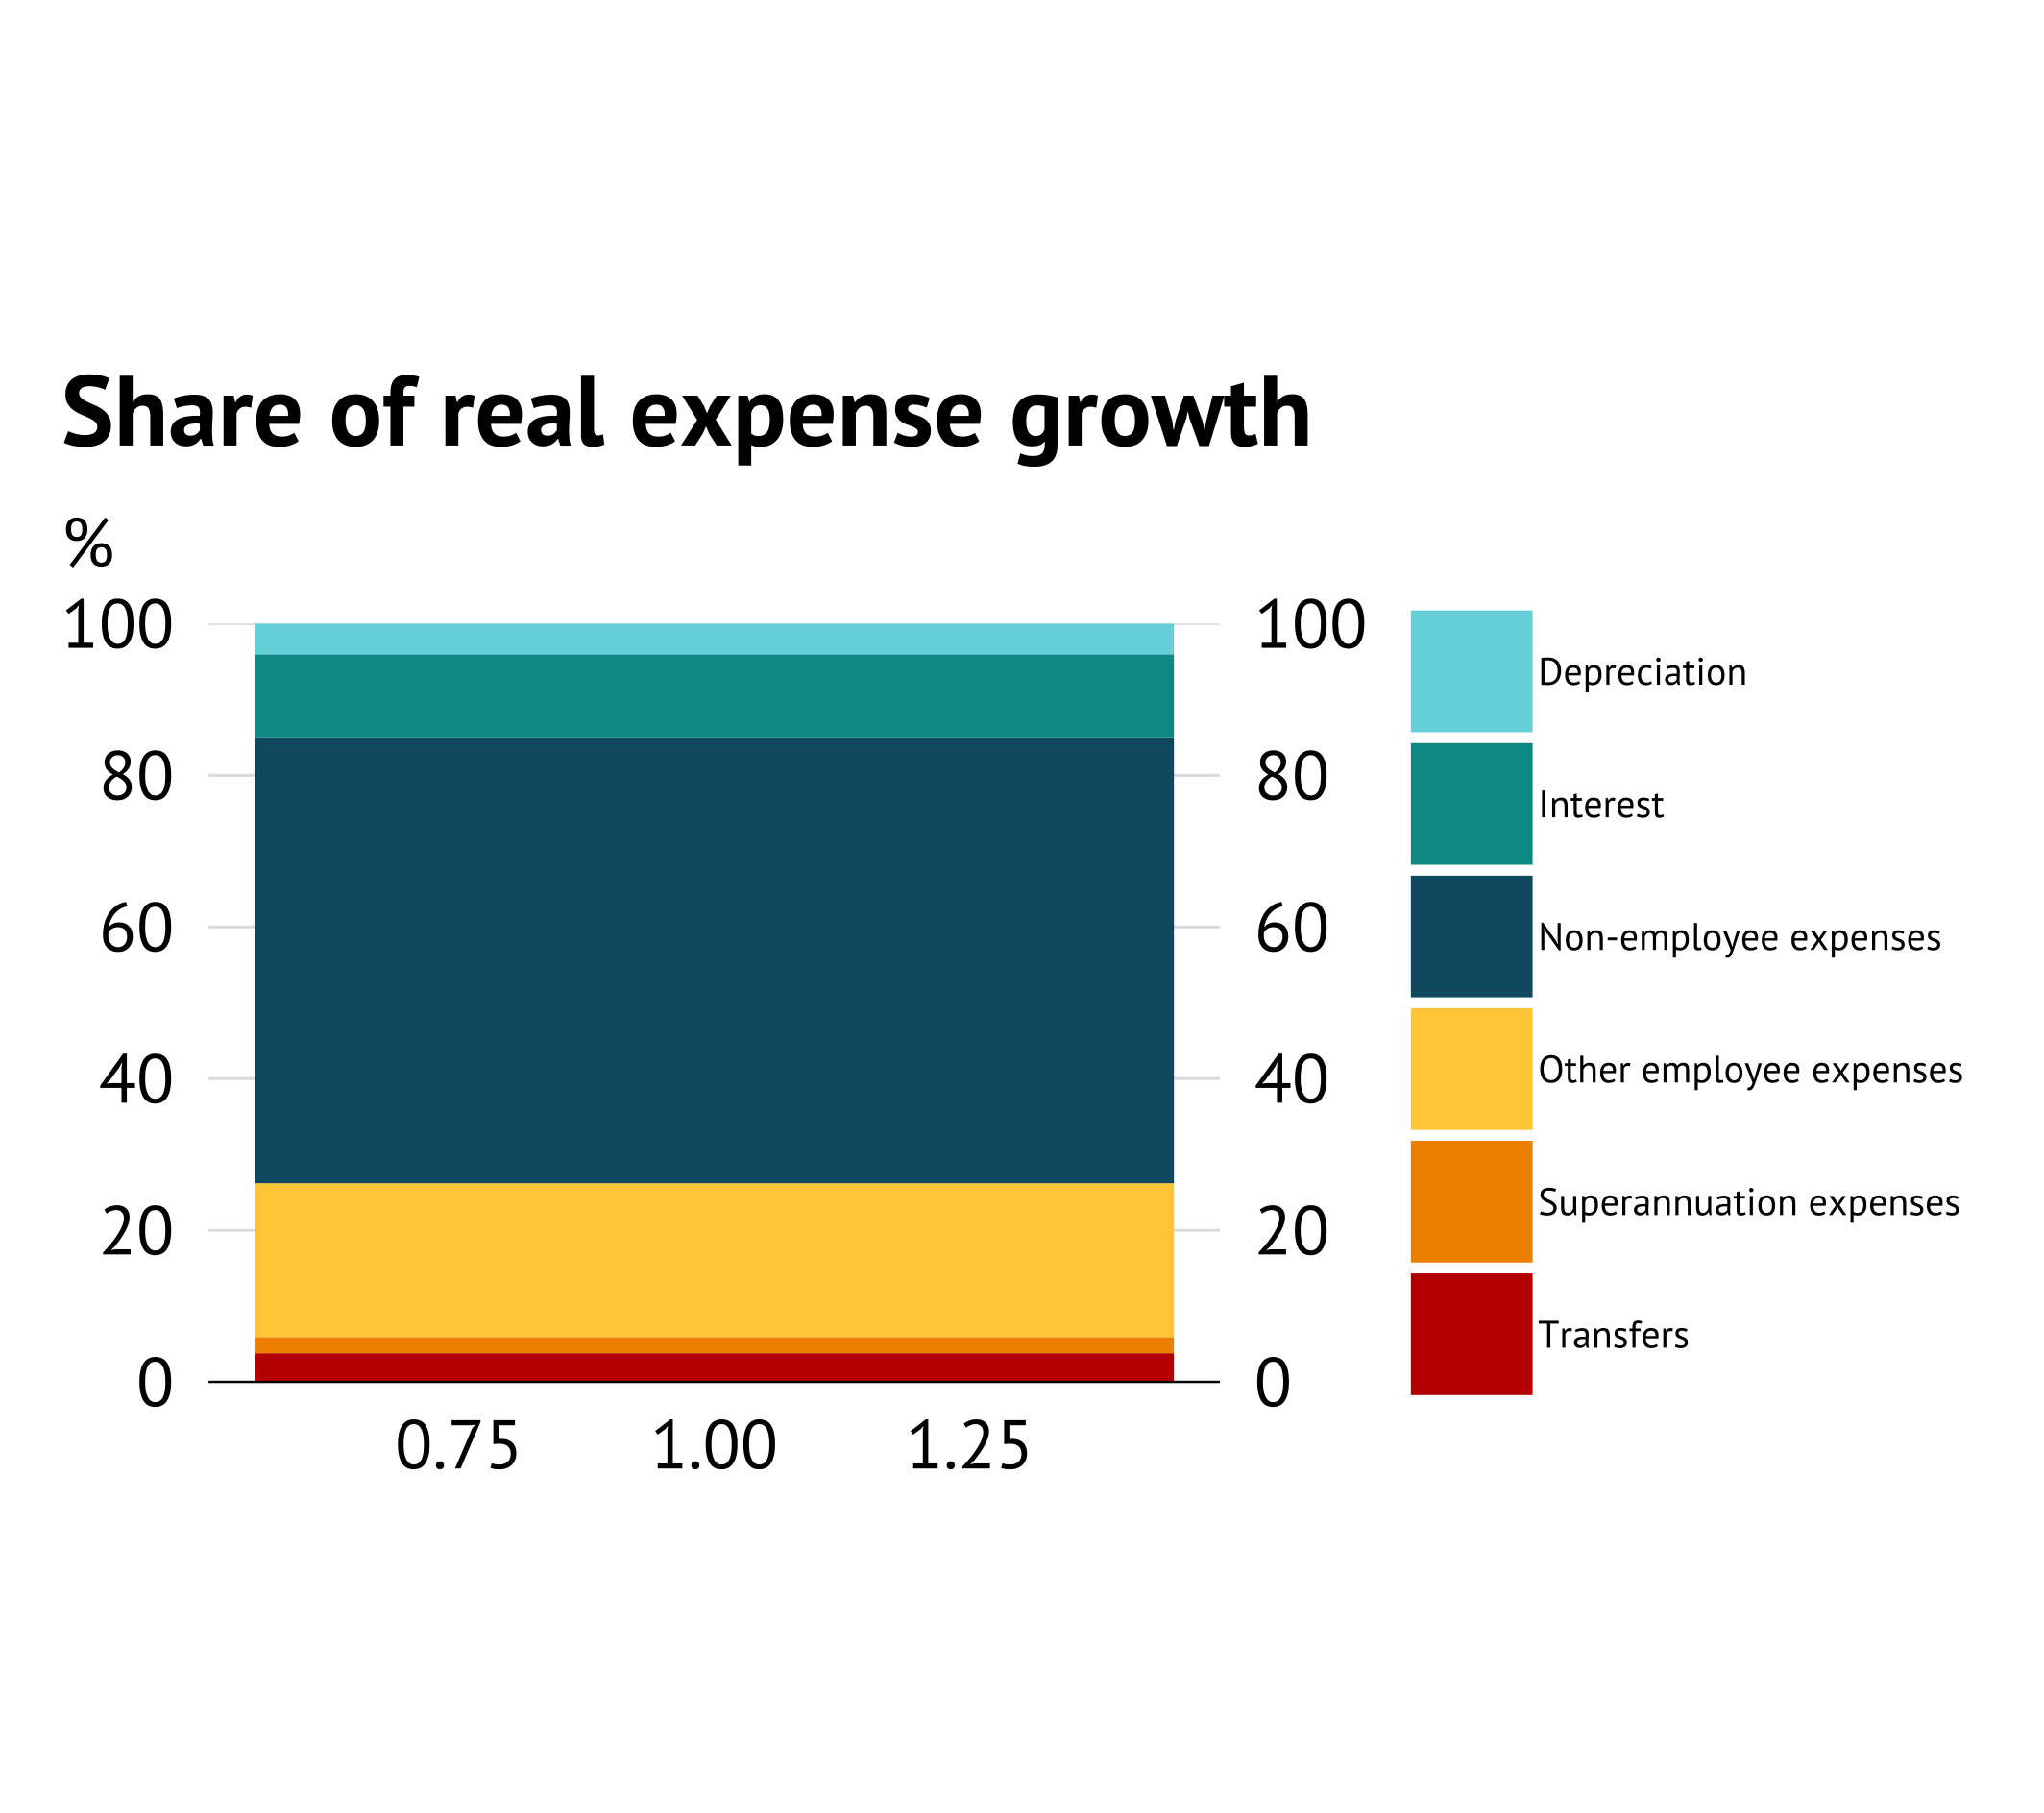 Share of real expense growth
%
100
80
60
40
20
0
0.75 1.00 1.25
100
80
60
40
20
0
Depreciation
Interest
Non-employee expenses
Other employee expenses
Superannuation expenses
Transfers